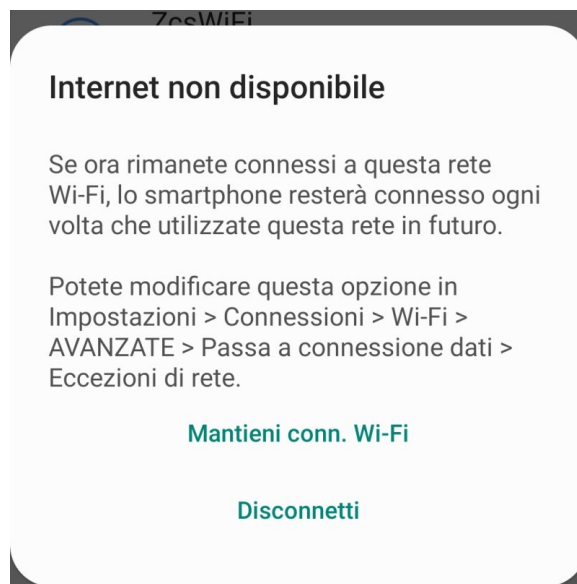 ZcsWiFi
Internet non disponibile
Se ora rimanete connessi a questa rete
Wi-Fi, lo smartphone resterà connesso ogni
volta che utilizzate questa rete in futuro.
Potete modificare questa opzione in
Impostazioni > Connessioni > Wi-Fi >
AVANZATE > Passa a connessione dati >
Eccezioni di rete.
Mantieni conn. Wi-Fi
Disconnetti